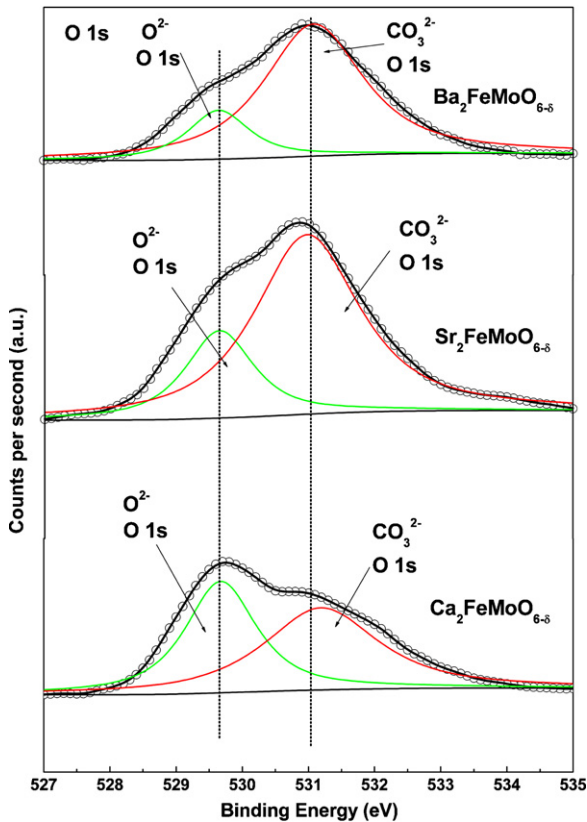 O 1s
O²⁻
O 1s
CO₃²⁻
O 1s
Ba₂FeMoO₆₋δ
O²⁻
O 1s
CO₃²⁻
O 1s
Sr₂FeMoO₆₋δ
O²⁻
O 1s
CO₃²⁻
O 1s
Ca₂FeMoO₆₋δ
Counts per second (a.u.)
527 528 529 530 531 532 533 534 535
Binding Energy (eV)